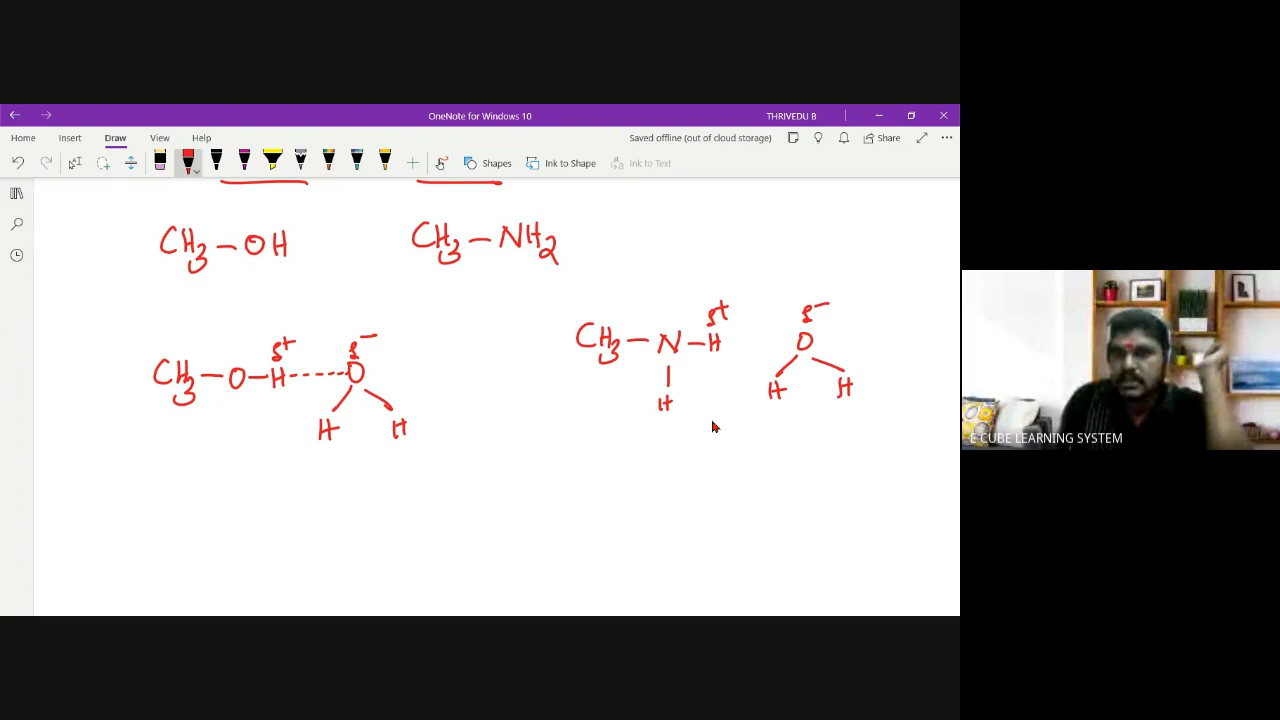 OneNote for Windows 10
THRIVEDU B
Home Insert Draw View Help
Saved offline (out of cloud storage)
Share
Shapes
Ink to Shape
Ink to Text
CH3 - OH
CH3 - NH2
CH3 - O - H ------ O
δ+ δ-
H H
CH3 - N - H
δ+
H
δ-
O
H H
E CUBE LEARNING SYSTEM